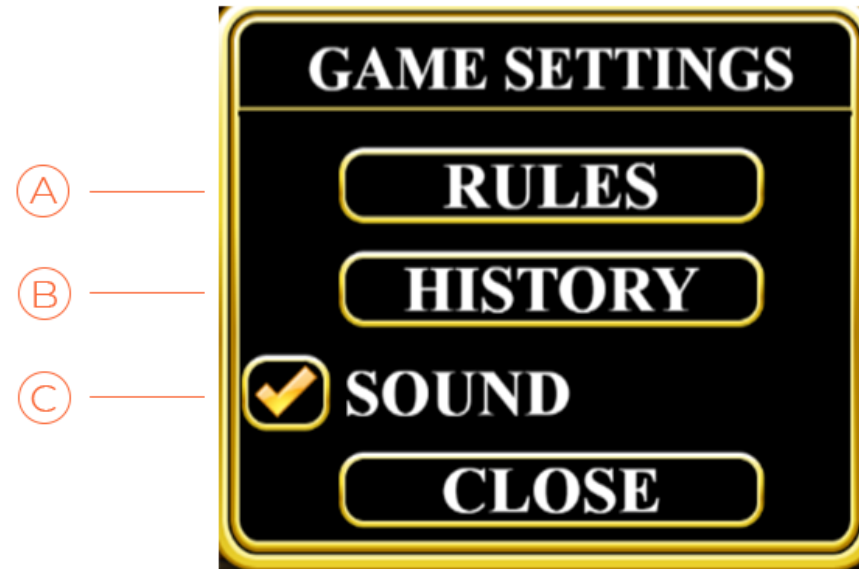 GAME SETTINGS
A
RULES
B
HISTORY
C
SOUND
CLOSE